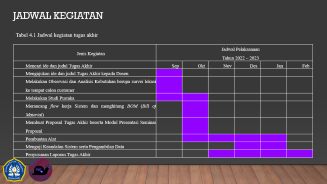 JADWAL KEGIATAN
Tabel 4.1 Jadwal kegiatan tugas akhir
Jenis Kegiatan
Jadwal Pelaksanaan
Tahun 2022 – 2023
Sep Okt Nov Des Jan Feb
Mencari ide dan judul Tugas Akhir
Mengajukan ide dan judul Tugas Akhir kepada Dosen
Melakukan Observasi dan Analisis Kebutuhan berupa survei lokasi
ke tempat calon customer
Melakukan Studi Pustaka
Merancang flow kerja Sistem dan menghitung BOM (Bill of
Material)
Membuat Proposal Tugas Akhir beserta Modul Presentasi Seminar
Proposal
Pembuatan Alat
Menguji Keandalan Sistem serta Pengambilan Data
Penyusunan Laporan Tugas Akhir